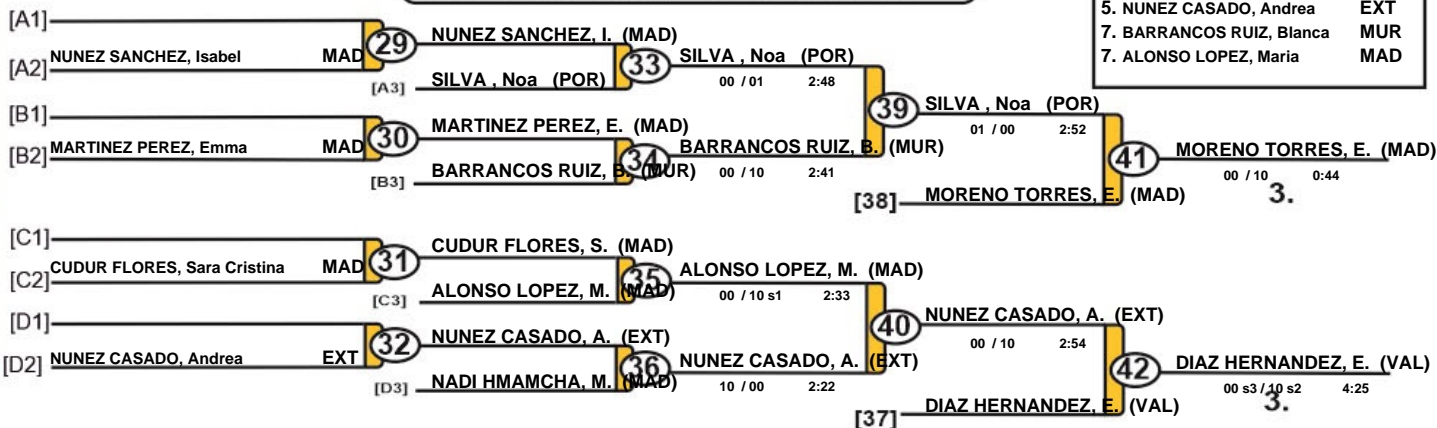 5. NUNEZ CASADO, Andrea EXT
7. BARRANCOS RUIZ, Blanca MUR
7. ALONSO LOPEZ, Maria MAD
[A1]
[A2] NUNEZ SANCHEZ, Isabel MAD
29
NUNEZ SANCHEZ, I. (MAD)
[A3] SILVA , Noa (POR)
33
SILVA , Noa (POR)
00 / 01 2:48
[B1]
[B2] MARTINEZ PEREZ, Emma MAD
30
MARTINEZ PEREZ, E. (MAD)
[B3] BARRANCOS RUIZ, B. (MUR)
34
BARRANCOS RUIZ, B. (MUR)
00 / 10 2:41
39
SILVA , Noa (POR)
01 / 00 2:52
[38] MORENO TORRES, E. (MAD)
41
MORENO TORRES, E. (MAD)
00 / 10 0:44
3.
[C1]
[C2] CUDUR FLORES, Sara Cristina MAD
31
CUDUR FLORES, S. (MAD)
[C3] ALONSO LOPEZ, M. (MAD)
35
ALONSO LOPEZ, M. (MAD)
00 / 10 s1 2:33
[D1]
[D2] NUNEZ CASADO, Andrea EXT
32
NUNEZ CASADO, A. (EXT)
[D3] NADI HMAMCHA, M. (MAD)
36
NUNEZ CASADO, A. (EXT)
10 / 00 2:22
40
NUNEZ CASADO, A. (EXT)
00 / 10 2:54
[37] DIAZ HERNANDEZ, E. (VAL)
42
DIAZ HERNANDEZ, E. (VAL)
00 s3 / 10 s2 4:25
3.